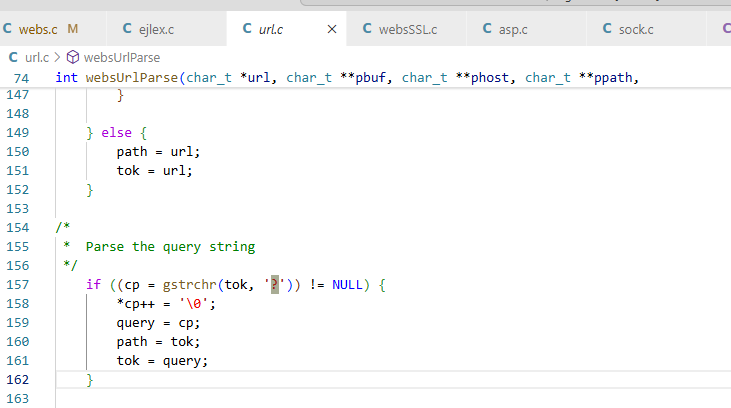 webs.c M ejlex.c url.c × websSSL.c asp.c sock.c
url.c > websUrlParse
74 int websUrlParse(char_t *url, char_t **pbuf, char_t **phost, char_t **ppath,
147 }
148
149 } else {
150 path = url;
151 tok = url;
152 }
153
154 /*
155 * Parse the query string
156 */
157 if ((cp = gstrchr(tok, '?')) != NULL) {
158 *cp++ = '\0';
159 query = cp;
160 path = tok;
161 tok = query;
162 }
163